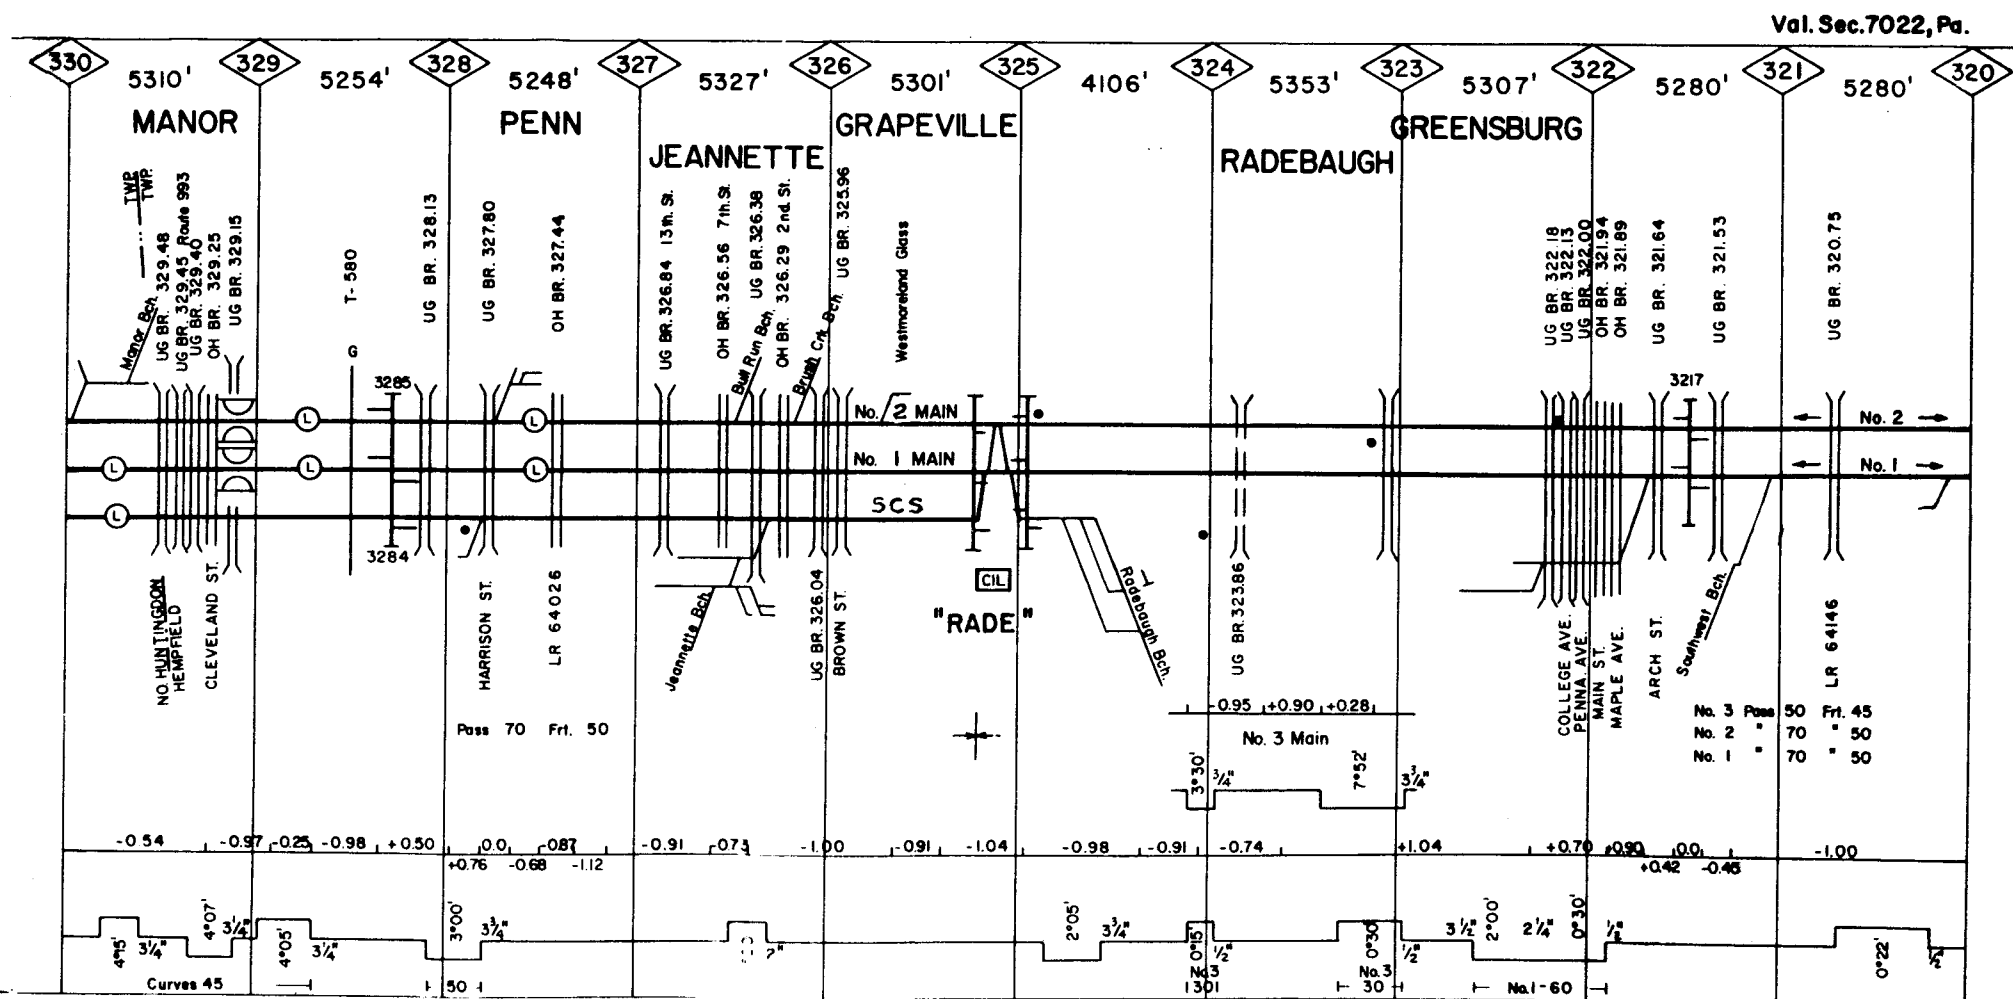 Val. Sec. 7022, Pa.
330 329 328 327 326 325 324 323 322 321 320
5310' 5254' 5248' 5327' 5301' 4106' 5353' 5307' 5280' 5280'
MANOR PENN GRAPEVILLE GREENSBURG
JEANNETTE RADEBAUGH
TWP.
TWP.
Manor Bch.
UG BR. 329.48
UG BR. 329.45 Route 993
UG BR. 329.40
OH BR. 329.25
UG BR. 329.15
T-580
G
UG BR. 328.13
UG BR. 327.80
OH BR. 327.44
UG BR. 326.84 13th. St.
OH BR. 326.56 7th. St.
Bull Run Bch.
UG BR. 326.38
OH BR. 326.29 2nd. St.
Brush Crk. Bch.
UG BR. 325.96
Westmoreland Glass
UG BR. 322.18
UG BR. 322.13
UG BR. 322.00
OH BR. 321.94
OH BR. 321.89
UG BR. 321.64
UG BR. 321.53
UG BR. 320.75
3285 3217
L L No. 2 MAIN No. 2
L L L No. 1 MAIN No. 1
L SCS
3284
NO. HUNTINGDON
HEMPFIELD
CLEVELAND ST.
HARRISON ST.
LR 64026
Jeannette Bch.
UG BR. 326.04
BROWN ST.
CIL
"RADE"
Radebaugh Bch.
UG BR. 323.86
COLLEGE AVE.
PENNA. AVE.
MAIN ST.
MAPLE AVE.
ARCH ST.
Southwest Bch.
LR 64146
Pass 70 Frt. 50
-0.95 +0.90 +0.28
No. 3 Main
3°30' 3/4" 7°52' 3 3/4"
No. 3 Pass 50 Frt. 45
No. 2 " 70 " 50
No. 1 " 70 " 50
-0.54 -0.97 -0.25 -0.98 +0.50 0.0 -0.87 -0.91 -0.73 -1.00 -0.91 -1.04 -0.98 -0.91 -0.74 +1.04 +0.70 +0.90 0.0 -1.00
+0.76 -0.68 -1.12 +0.42 -0.46
4°15' 3 1/4" 4°07' 3 1/4" 4°05' 3 1/4" 3°00' 3 3/4" 2°05' 3 3/4" 0°15' 1/2" 0°30' 1/2" 3 1/2" 2°00' 2 1/4" 0°30' 1/2" 0°22'
Curves 45 50 No. 3 No. 3
30 No. 1-60